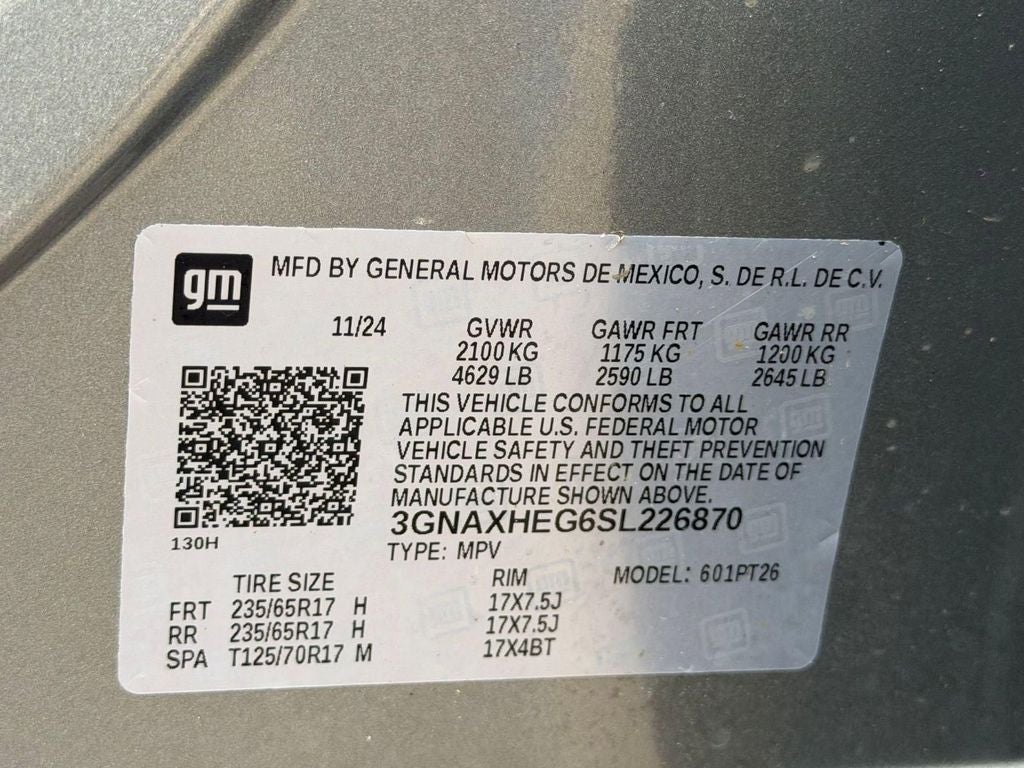 gm
MFD BY GENERAL MOTORS DE MEXICO, S. DE R.L. DE C.V.
11/24 GVWR GAWR FRT GAWR RR
2100 KG 1175 KG 1200 KG
4629 LB 2590 LB 2645 LB
THIS VEHICLE CONFORMS TO ALL
APPLICABLE U.S. FEDERAL MOTOR
VEHICLE SAFETY AND THEFT PREVENTION
STANDARDS IN EFFECT ON THE DATE OF
MANUFACTURE SHOWN ABOVE.
3GNAXHEG6SL226870
130H
TYPE: MPV
TIRE SIZE RIM MODEL: 601PT26
FRT 235/65R17 H 17X7.5J
RR 235/65R17 H 17X7.5J
SPA T125/70R17 M 17X4BT